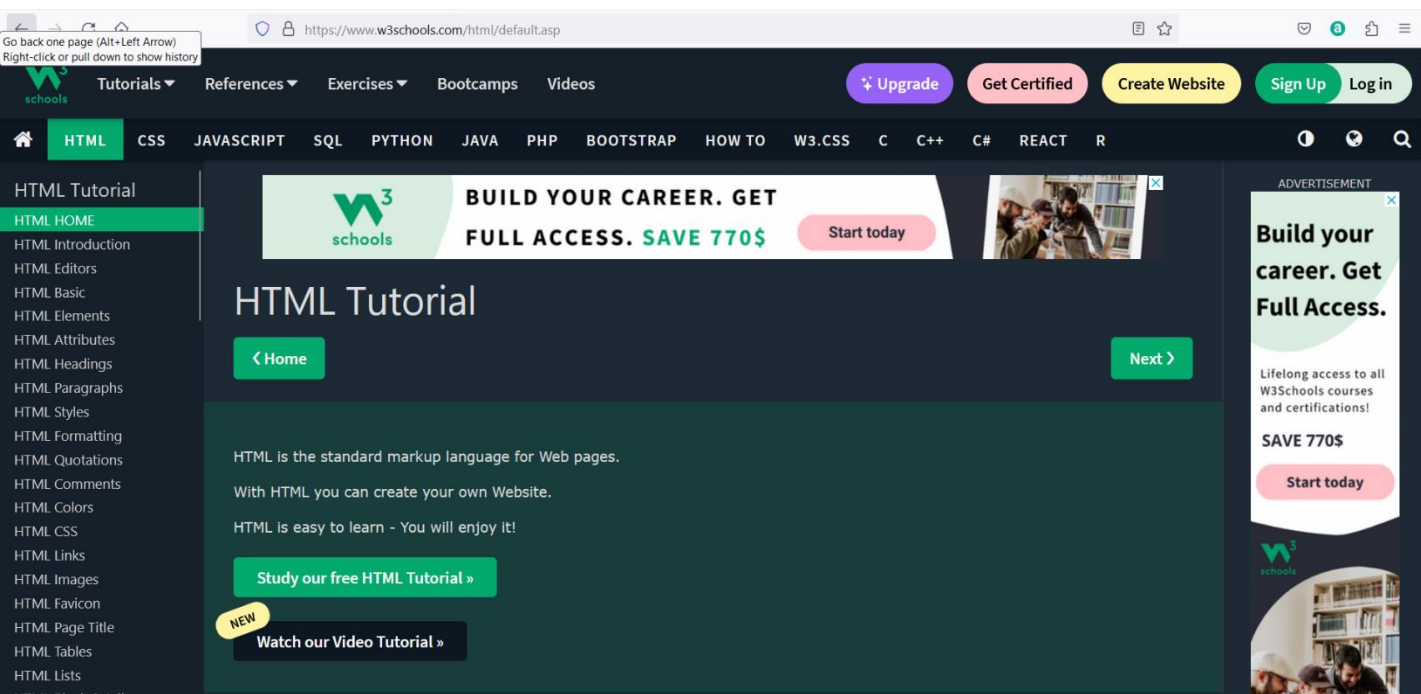 Go back one page (Alt+Left Arrow)
Right-click or pull down to show history
https://www.w3schools.com/html/default.asp
a
3
schools
Tutorials
References
Exercises
Bootcamps
Videos
Upgrade
Get Certified
Create Website
Sign Up
Log in
HTML
CSS
JAVASCRIPT
SQL
PYTHON
JAVA
PHP
BOOTSTRAP
HOW TO
W3.CSS
C
C++
C#
REACT
R
HTML Tutorial
HTML HOME
HTML Introduction
HTML Editors
HTML Basic
HTML Elements
HTML Attributes
HTML Headings
HTML Paragraphs
HTML Styles
HTML Formatting
HTML Quotations
HTML Comments
HTML Colors
HTML CSS
HTML Links
HTML Images
HTML Favicon
HTML Page Title
HTML Tables
HTML Lists
W3
schools
BUILD YOUR CAREER. GET
FULL ACCESS. SAVE 770$
Start today
HTML Tutorial
❮ Home
Next ❯
HTML is the standard markup language for Web pages.
With HTML you can create your own Website.
HTML is easy to learn - You will enjoy it!
Study our free HTML Tutorial »
NEW
Watch our Video Tutorial »
ADVERTISEMENT
Build your
career. Get
Full Access.
Lifelong access to all
W3Schools courses
and certifications!
SAVE 770$
Start today
W3
schools